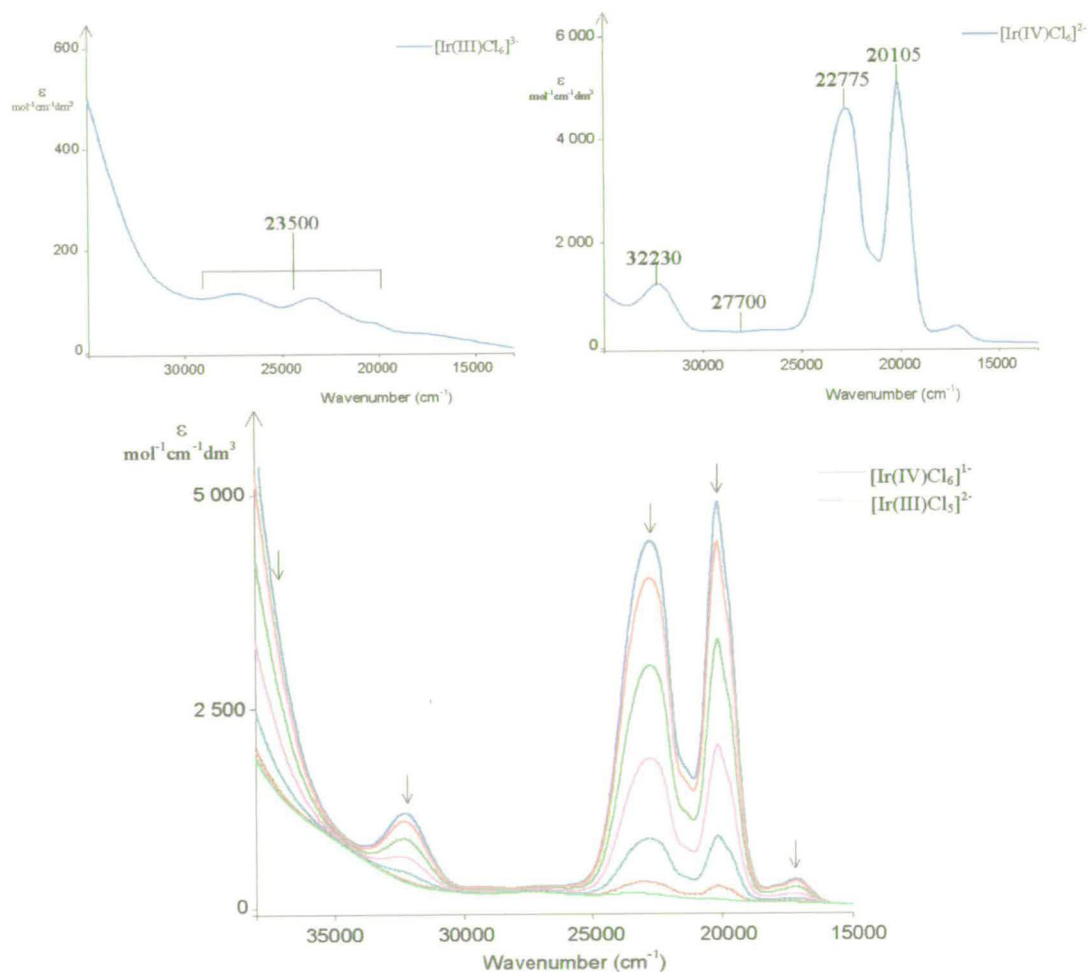 [Ir(III)Cl₆]³⁻
600
ε
mol⁻¹cm⁻¹dm³
400
23500
200
0
30000 25000 20000 15000
Wavenumber (cm⁻¹)
[Ir(IV)Cl₆]²⁻
6 000
20105
22775
ε
mol⁻¹cm⁻¹dm³
4 000
2 000
32230
27700
0
30000 25000 20000 15000
Wavenumber (cm⁻¹)
ε
mol⁻¹cm⁻¹dm³
[Ir(IV)Cl₆]¹⁻
[Ir(III)Cl₅]²⁻
5 000
2 500
0
35000 30000 25000 20000 15000
Wavenumber (cm⁻¹)